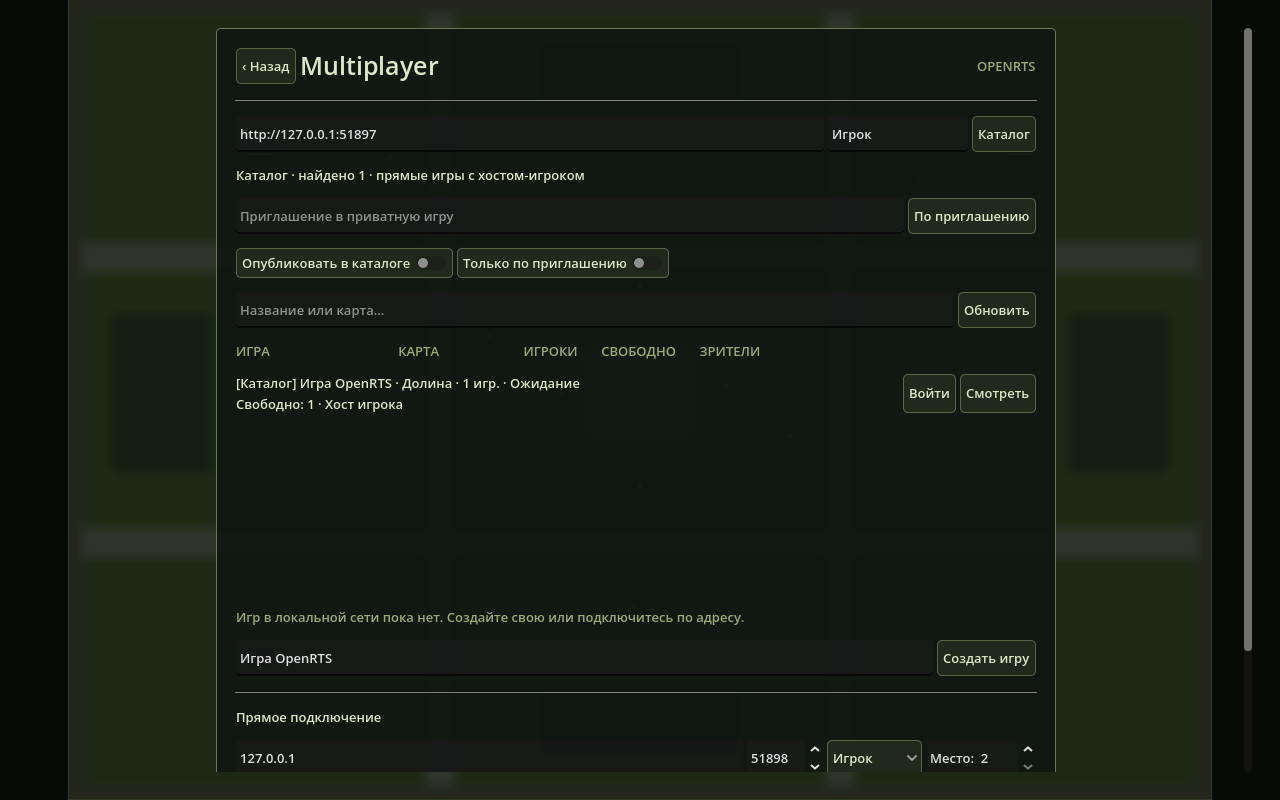 ‹ Назад Multiplayer OPENRTS
http://127.0.0.1:51897 Игрок Каталог
Каталог · найдено 1 · прямые игры с хостом-игроком
Приглашение в приватную игру По приглашению
Опубликовать в каталоге Только по приглашению
Название или карта... Обновить
ИГРА КАРТА ИГРОКИ СВОБОДНО ЗРИТЕЛИ
[Каталог] Игра OpenRTS · Долина · 1 игр. · Ожидание
Свободно: 1 · Хост игрока Войти Смотреть
Игр в локальной сети пока нет. Создайте свою или подключитесь по адресу.
Игра OpenRTS Создать игру
Прямое подключение
127.0.0.1 51898 Игрок Место: 2